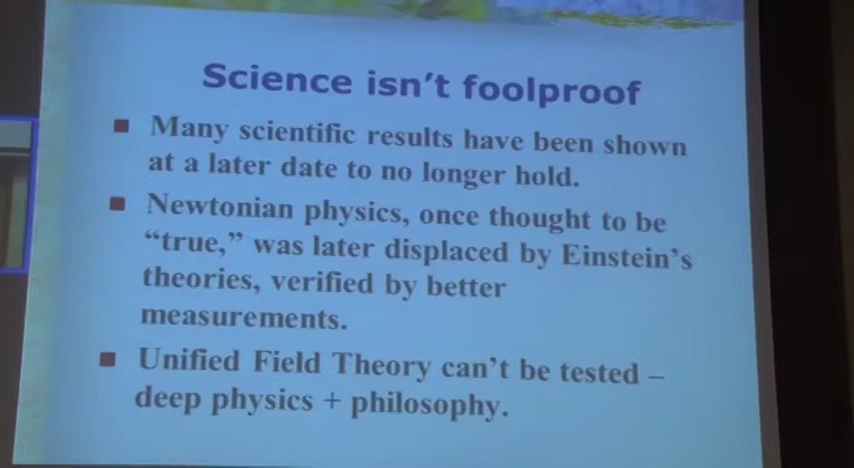 Science isn't foolproof
Many scientific results have been shown
at a later date to no longer hold.
Newtonian physics, once thought to be
“true,” was later displaced by Einstein's
theories, verified by better
measurements.
Unified Field Theory can't be tested –
deep physics + philosophy.